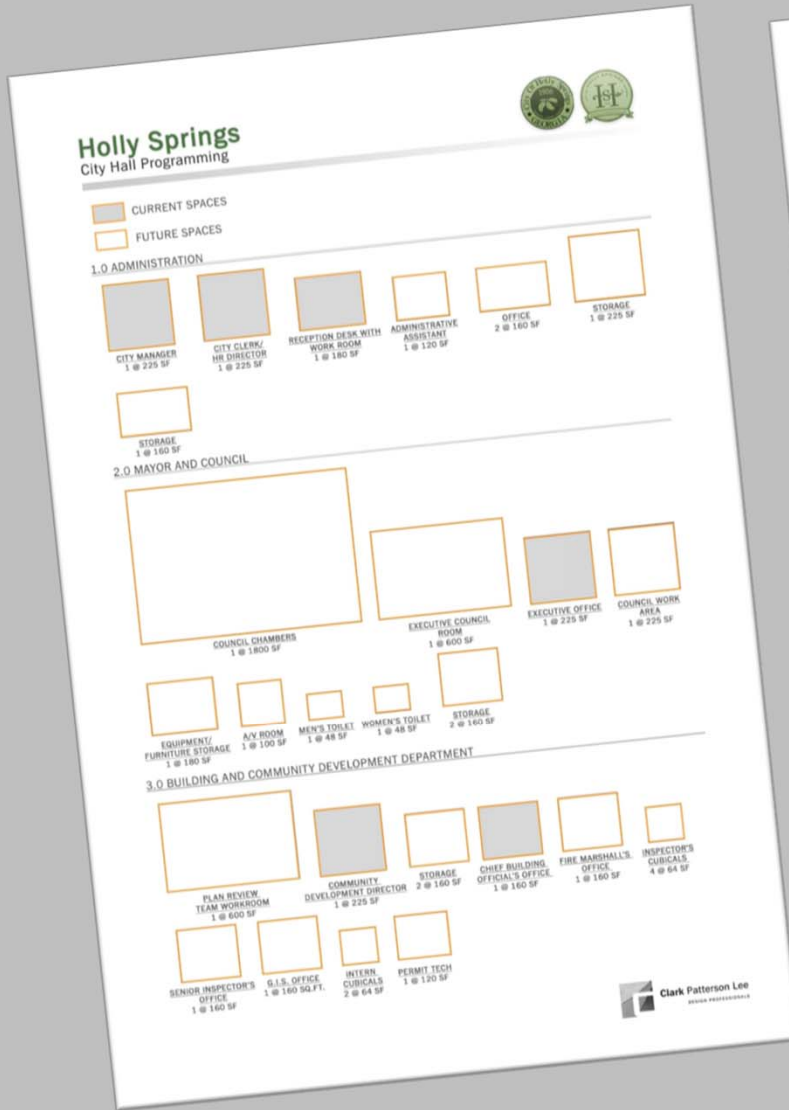 Holly Springs
City Hall Programming
CURRENT SPACES
FUTURE SPACES
1.0 ADMINISTRATION
CITY MANAGER
1 @ 225 SF
CITY CLERK/
HR DIRECTOR
1 @ 225 SF
RECEPTION DESK WITH
WORK ROOM
1 @ 180 SF
ADMINISTRATIVE
ASSISTANT
1 @ 120 SF
OFFICE
2 @ 160 SF
STORAGE
1 @ 225 SF
STORAGE
1 @ 160 SF
2.0 MAYOR AND COUNCIL
COUNCIL CHAMBERS
1 @ 1800 SF
EXECUTIVE COUNCIL
ROOM
1 @ 600 SF
EXECUTIVE OFFICE
1 @ 225 SF
COUNCIL WORK
AREA
1 @ 225 SF
EQUIPMENT/
FURNITURE STORAGE
1 @ 180 SF
A/V ROOM
1 @ 100 SF
MEN'S TOILET
1 @ 48 SF
WOMEN'S TOILET
1 @ 48 SF
STORAGE
2 @ 160 SF
3.0 BUILDING AND COMMUNITY DEVELOPMENT DEPARTMENT
PLAN REVIEW
TEAM WORKROOM
1 @ 600 SF
COMMUNITY
DEVELOPMENT DIRECTOR
1 @ 225 SF
STORAGE
2 @ 160 SF
CHIEF BUILDING
OFFICIAL'S OFFICE
1 @ 160 SF
FIRE MARSHALL'S
OFFICE
1 @ 160 SF
INSPECTOR'S
CUBICALS
4 @ 64 SF
SENIOR INSPECTOR'S
OFFICE
1 @ 160 SF
G.I.S. OFFICE
1 @ 160 SQ.FT.
INTERN
CUBICALS
2 @ 64 SF
PERMIT TECH
1 @ 120 SF
Clark Patterson Lee
DESIGN PROFESSIONALS